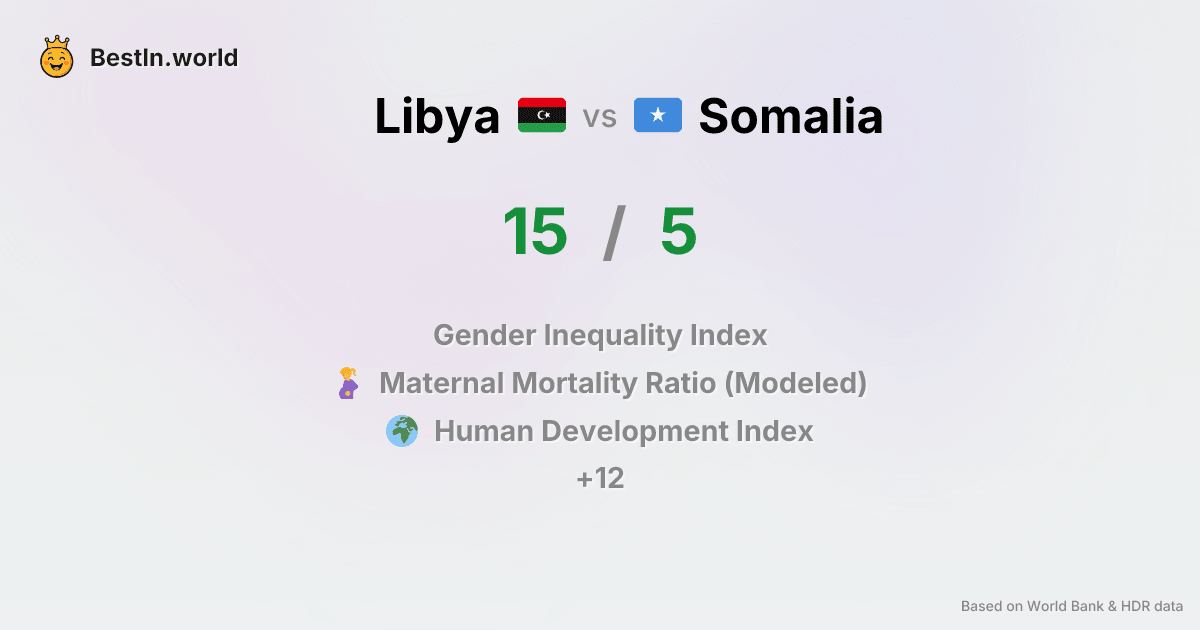 BestIn.world
Libya vs Somalia
15 / 5
Gender Inequality Index
Maternal Mortality Ratio (Modeled)
Human Development Index
+12
Based on World Bank & HDR data